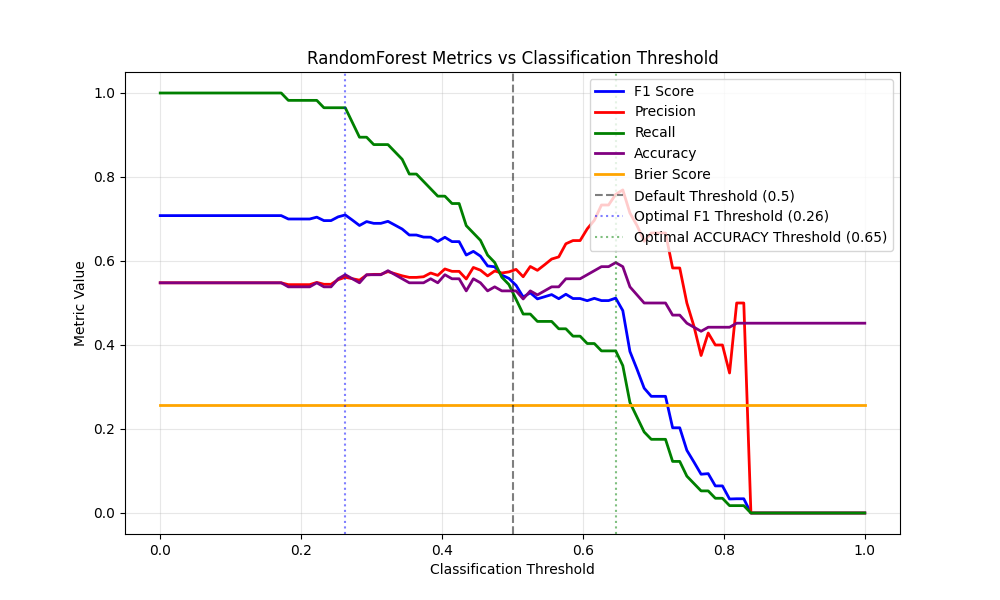 RandomForest Metrics vs Classification Threshold
Metric Value
1.0
0.8
0.6
0.4
0.2
0.0
F1 Score
Precision
Recall
Accuracy
Brier Score
Default Threshold (0.5)
Optimal F1 Threshold (0.26)
Optimal ACCURACY Threshold (0.65)
0.0
0.2
0.4
0.6
0.8
1.0
Classification Threshold